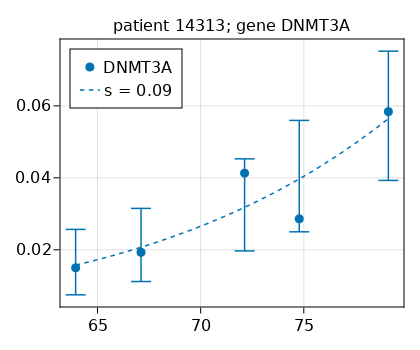 patient 14313; gene DNMT3A
DNMT3A
s = 0.09
0.06
0.04
0.02
65 70 75